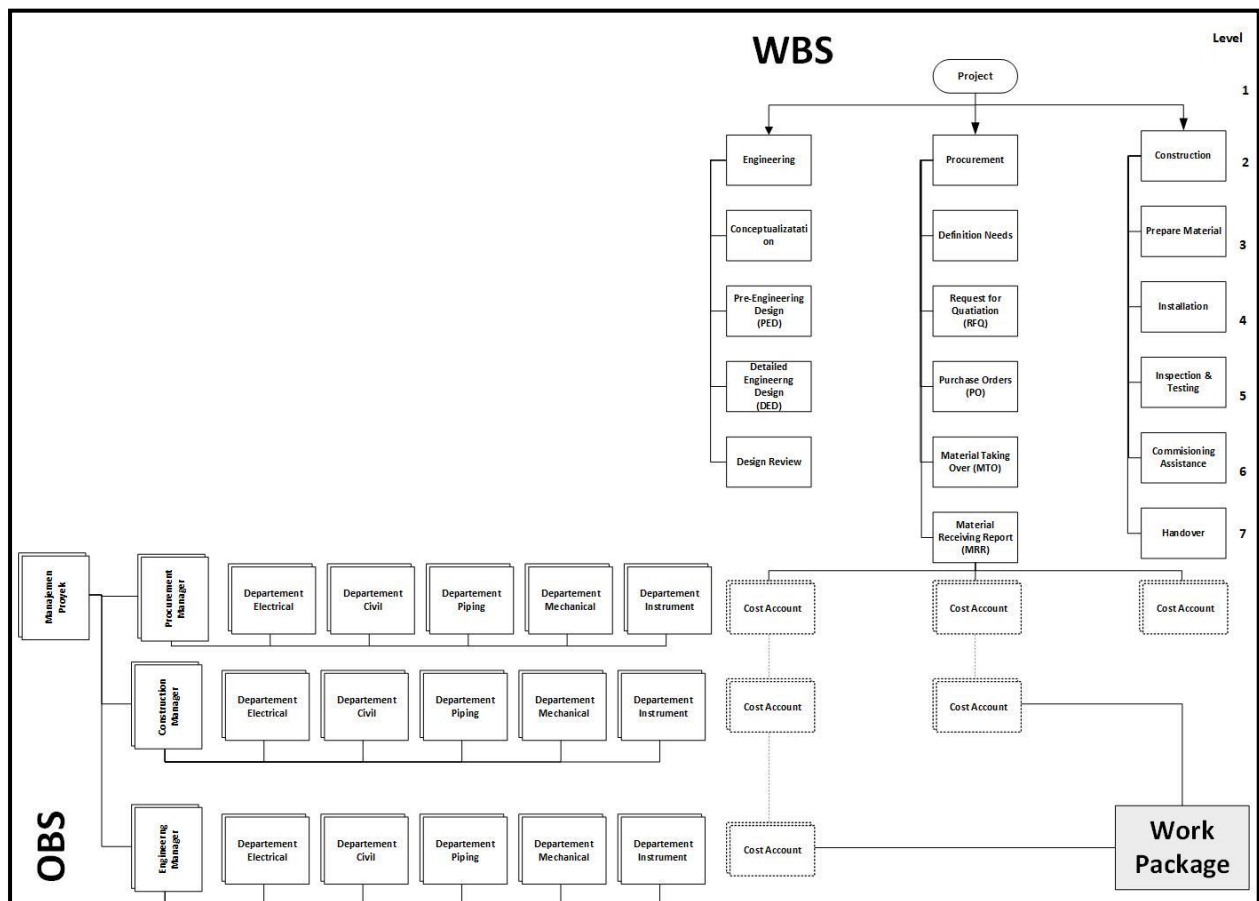 WBS
Level
Project
1
Engineering
Procurement
Construction
2
Conceptualizatati
on
Definition Needs
Prepare Material
3
Pre-Engineering
Design
(PED)
Request for
Quatiation
(RFQ)
Installation
4
Detailed
Engineerng
Design
(DED)
Purchase Orders
(PO)
Inspection &
Testing
5
Design Review
Material Taking
Over (MTO)
Commisioning
Assistance
6
Material
Receiving Report
(MRR)
Handover
7
OBS
Manajemen
Proyek
Procurement
Manager
Departement
Electrical
Departement
Civil
Departement
Piping
Departement
Mechanical
Departement
Instrument
Cost Account
Cost Account
Cost Account
Construction
Manager
Departement
Electrical
Departement
Civil
Departement
Piping
Departement
Mechanical
Departement
Instrument
Cost Account
Cost Account
Engineerng
Manager
Departement
Electrical
Departement
Civil
Departement
Piping
Departement
Mechanical
Departement
Instrument
Cost Account
Work
Package